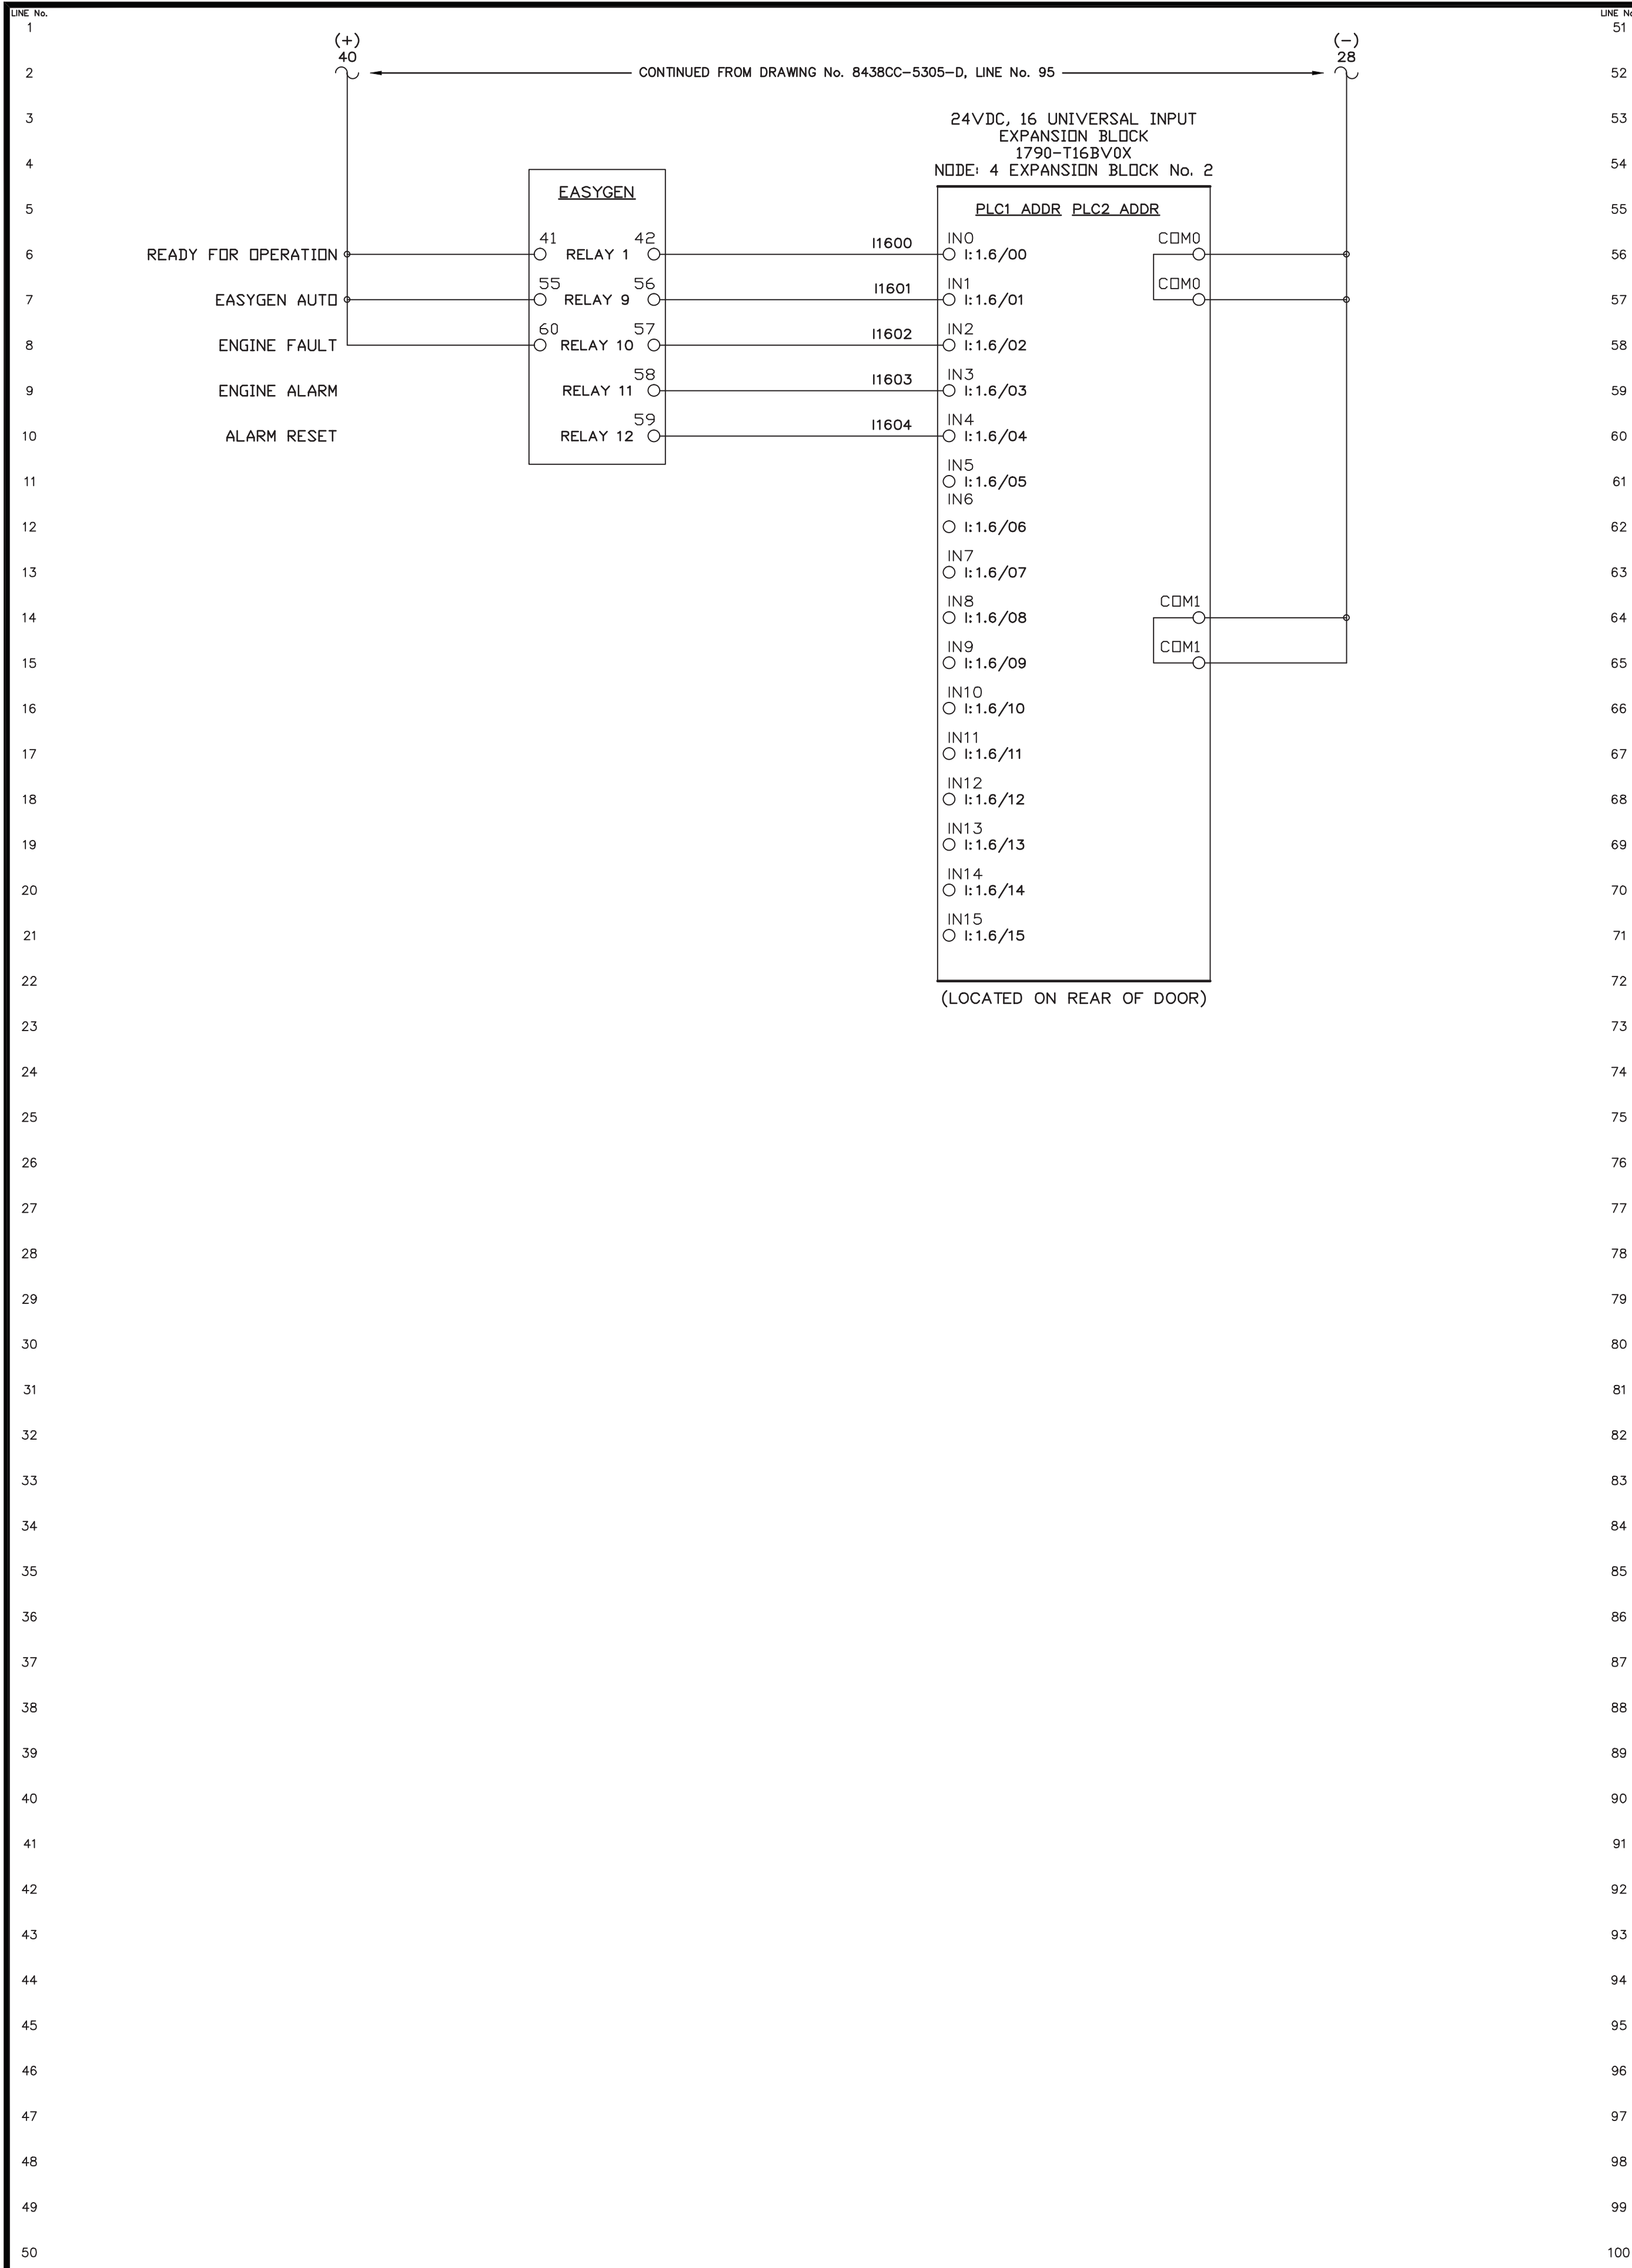 LINE No.
LINE No
1
51
(+)
(-)
40
28
2
CONTINUED FROM DRAWING No. 8438CC-5305-D, LINE No. 95
52
3
24VDC, 16 UNIVERSAL INPUT
53
EXPANSION BLOCK
1790-T16BV0X
4
NODE: 4 EXPANSION BLOCK No. 2
54
EASYGEN
5
PLC1 ADDR PLC2 ADDR
55
41
42
I1600
IN0
COM0
6
READY FOR OPERATION
RELAY 1
I:1.6/00
56
55
56
I1601
IN1
COM0
7
EASYGEN AUTO
RELAY 9
I:1.6/01
57
60
57
I1602
IN2
8
ENGINE FAULT
RELAY 10
I:1.6/02
58
58
I1603
IN3
9
ENGINE ALARM
RELAY 11
I:1.6/03
59
59
I1604
IN4
10
ALARM RESET
RELAY 12
I:1.6/04
60
IN5
11
I:1.6/05
61
IN6
12
I:1.6/06
62
IN7
13
I:1.6/07
63
IN8
COM1
14
I:1.6/08
64
IN9
COM1
15
I:1.6/09
65
IN10
16
I:1.6/10
66
IN11
17
I:1.6/11
67
IN12
18
I:1.6/12
68
IN13
19
I:1.6/13
69
IN14
20
I:1.6/14
70
IN15
21
I:1.6/15
71
22
72
(LOCATED ON REAR OF DOOR)
23
73
24
74
25
75
26
76
27
77
28
78
29
79
30
80
31
81
32
82
33
83
34
84
35
85
36
86
37
87
38
88
39
89
40
90
41
91
42
92
43
93
44
94
45
95
46
96
47
97
48
98
49
99
50
100